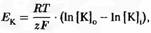 E_K = RT/zF · (ln [K]_o − ln [K]_i),